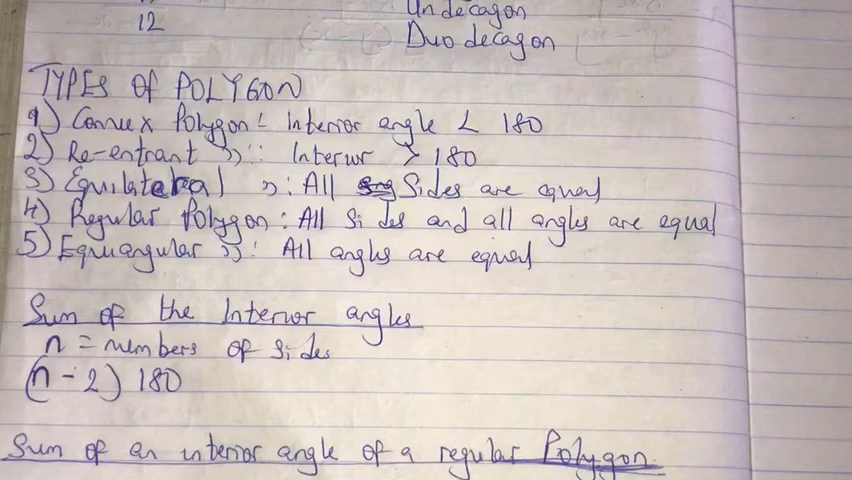 Undecagon
12
Duodecagon
TYPES OF POLYGON
1) Convex Polygon: Interior angle < 180
2) Re-entrant ,, : Interior > 180
3) Equilateral ,, : All Sides are equal
4) Regular Polygon: All Sides and all angles are equal
5) Equiangular ,, : All angles are equal
Sum of the Interior angles
n = numbers of sides
(n - 2) 180
Sum of an interior angle of a regular Polygon